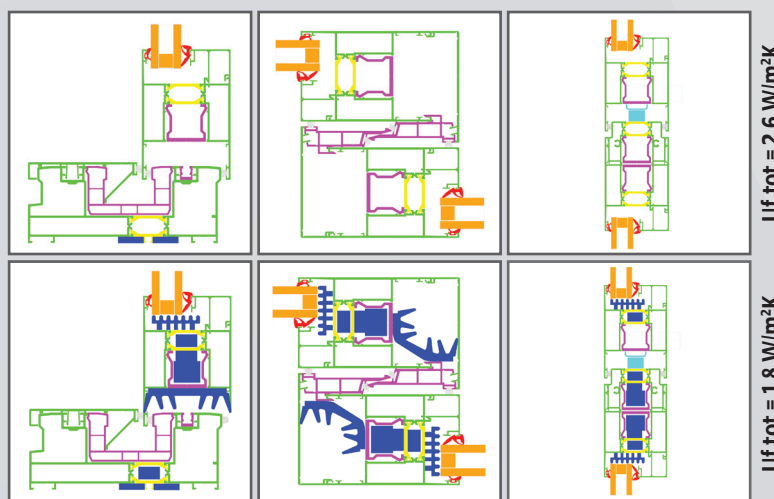 Uf tot = 2.6 W/m²K
Uf tot = 1.8 W/m²K